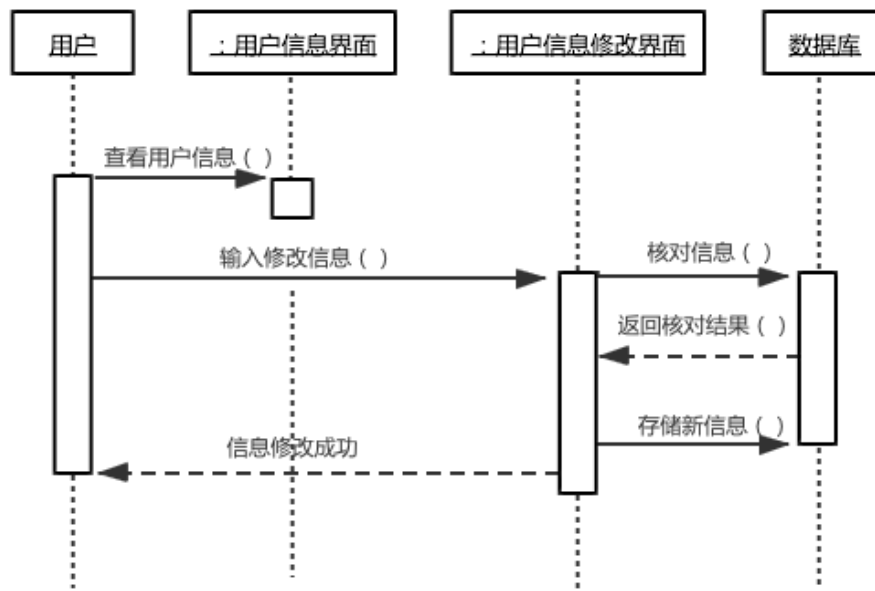 用户
：用户信息界面
：用户信息修改界面
数据库
查看用户信息（ ）
输入修改信息（ ）
核对信息（ ）
返回核对结果（ ）
存储新信息（ ）
信息修改成功